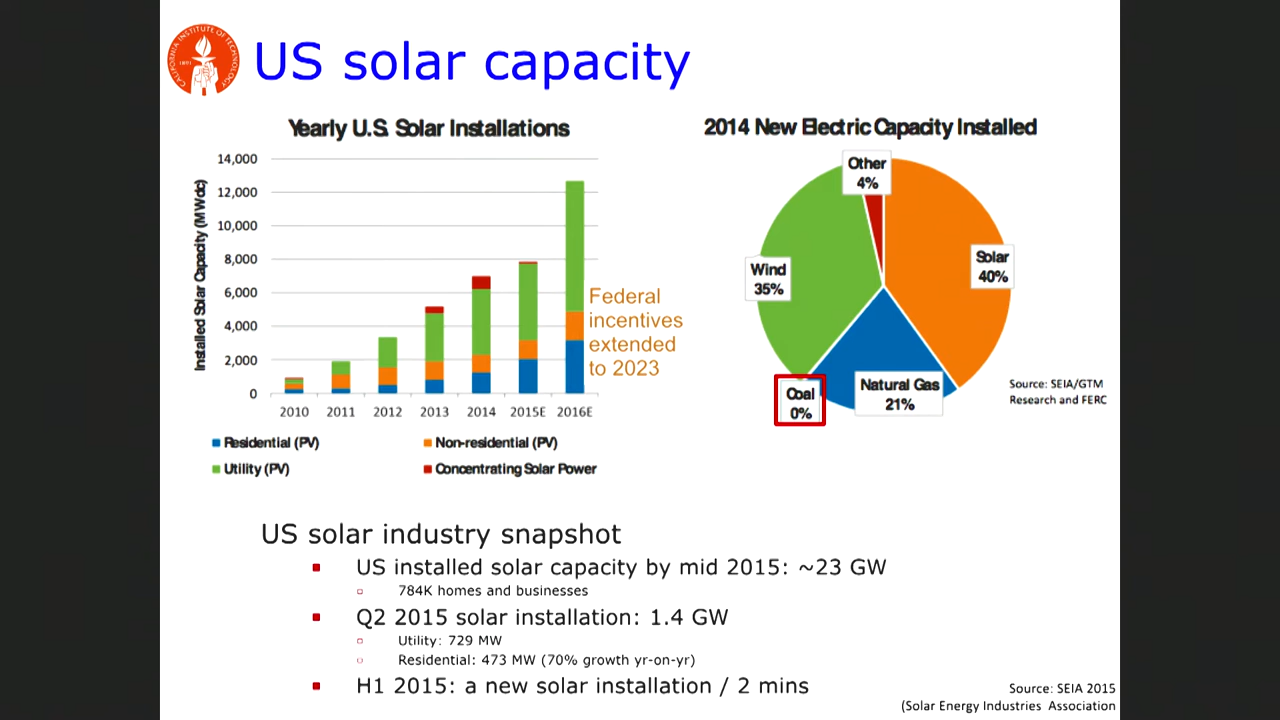 CALIFORNIA INSTITUTE OF TECHNOLOGY
1891
US solar capacity
Yearly U.S. Solar Installations
Installed Solar Capacity (MWdc)
14,000
12,000
10,000
8,000
6,000
4,000
2,000
0
2010 2011 2012 2013 2014 2015E 2016E
Federal
incentives
extended
to 2023
Residential (PV) Non-residential (PV)
Utility (PV) Concentrating Solar Power
2014 New Electric Capacity Installed
Other
4%
Solar
40%
Wind
35%
Natural Gas
21%
Coal
0%
Source: SEIA/GTM
Research and FERC
US solar industry snapshot
US installed solar capacity by mid 2015: ~23 GW
784K homes and businesses
Q2 2015 solar installation: 1.4 GW
Utility: 729 MW
Residential: 473 MW (70% growth yr-on-yr)
H1 2015: a new solar installation / 2 mins
Source: SEIA 2015
(Solar Energy Industries Association